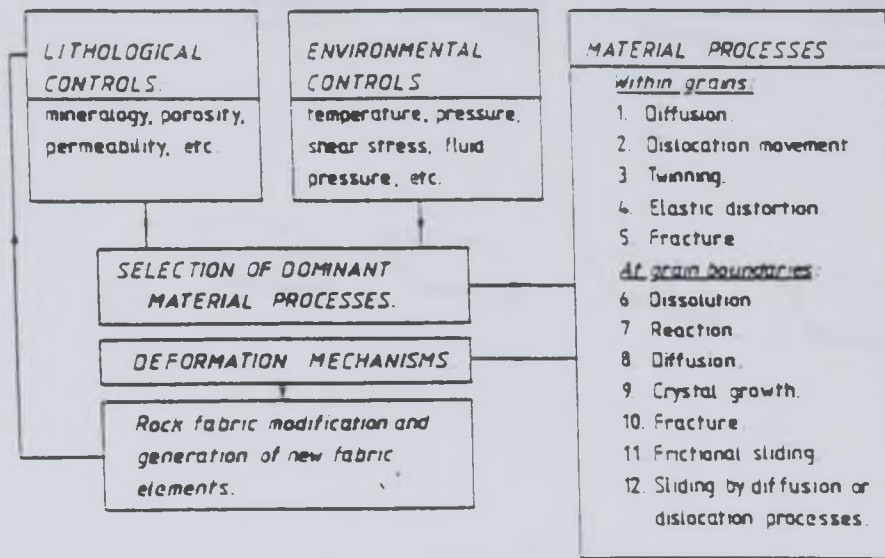 LITHOLOGICAL
CONTROLS:
mineralogy, porosity,
permeability, etc.
ENVIRONMENTAL
CONTROLS
temperature, pressure,
shear stress, fluid
pressure, etc.
SELECTION OF DOMINANT
MATERIAL PROCESSES.
DEFORMATION MECHANISMS.
Rock fabric modification and
generation of new fabric
elements.
MATERIAL PROCESSES
Within grains:
1. Diffusion.
2. Dislocation movement
3 Twinning.
4. Elastic distortion
5. Fracture
At grain boundaries:
6 Dissolution
7 Reaction
8 Diffusion.
9. Crystal growth.
10. Fracture.
11 Frictional sliding.
12. Sliding by diffusion or
dislocation processes.